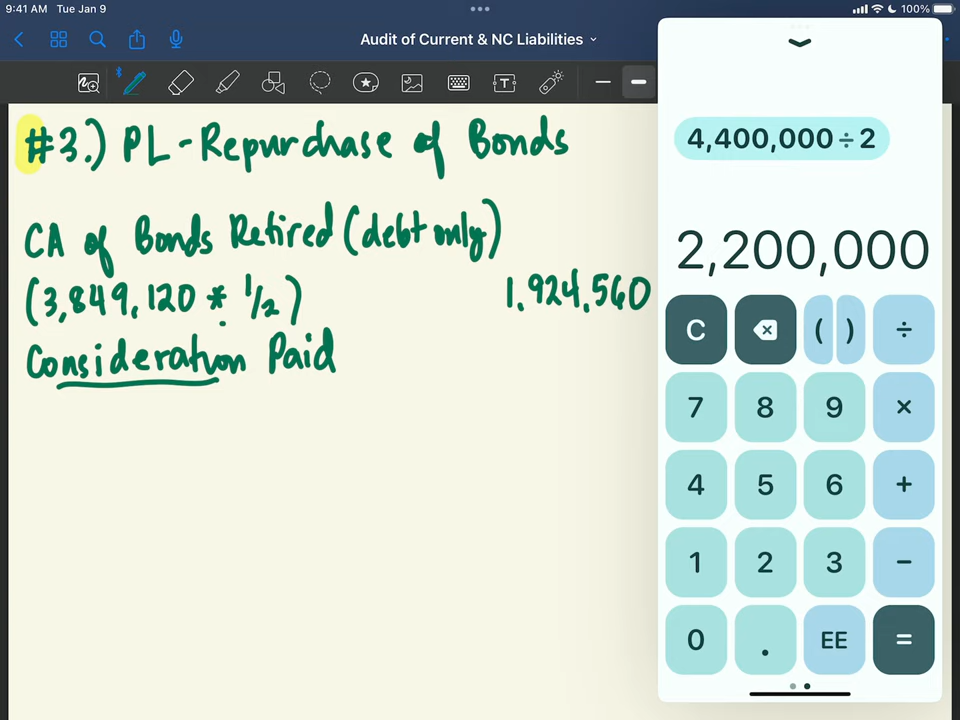 9:41 AM Tue Jan 9
100%
Audit of Current & NC Liabilities
#3.) PL-Repurchase of Bonds
CA of Bonds Retired (debt only)
(3,849,120 * 1/2) 1,924,560
Consideration Paid
4,400,000 ÷ 2
2,200,000
C ( ) ÷
7 8 9 ×
4 5 6 +
1 2 3 −
0 . EE =